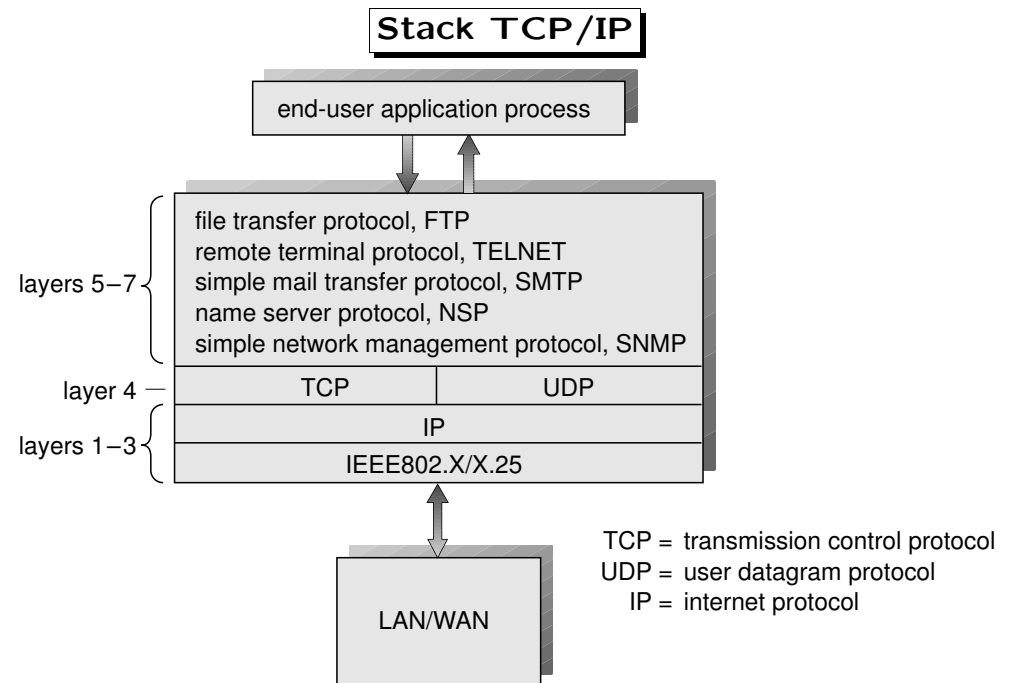 Stack TCP/IP
end-user application process
layers 5–7
file transfer protocol, FTP
remote terminal protocol, TELNET
simple mail transfer protocol, SMTP
name server protocol, NSP
simple network management protocol, SNMP
layer 4
TCP
UDP
layers 1–3
IP
IEEE802.X/X.25
LAN/WAN
TCP = transmission control protocol
UDP = user datagram protocol
IP = internet protocol